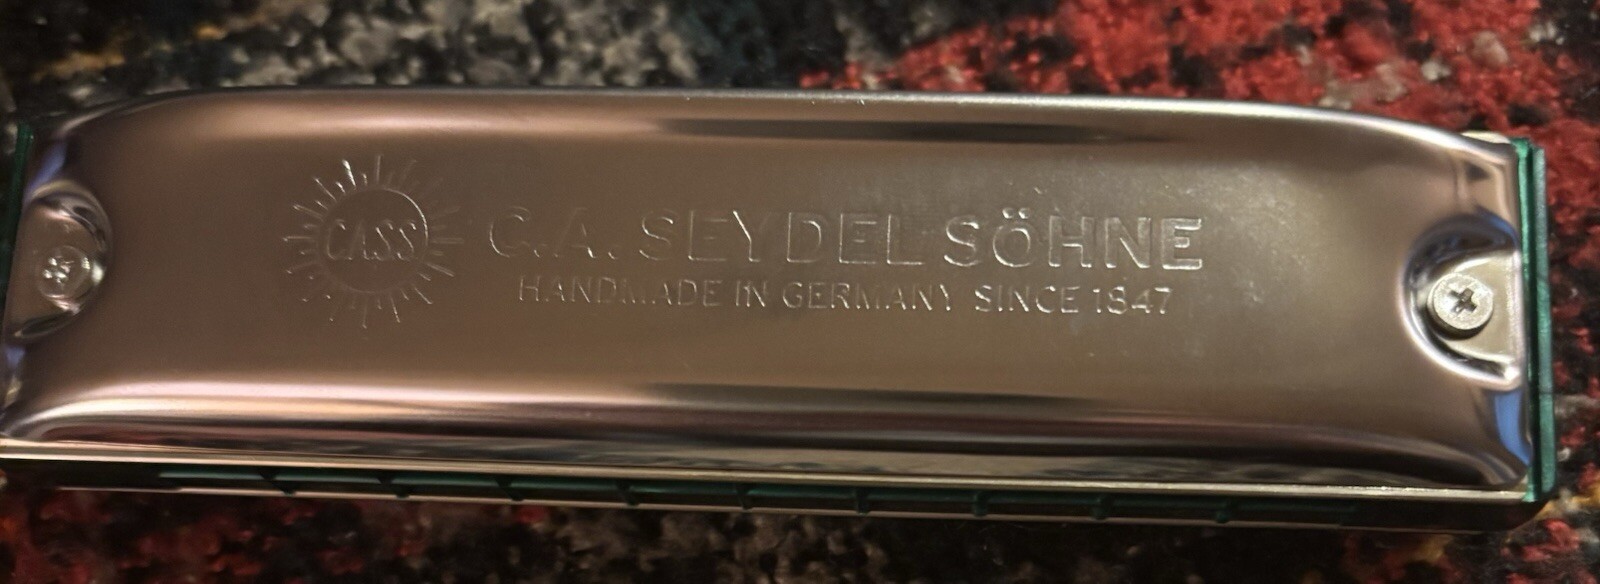 CASS
C.A. SEYDEL SÖHNE
HANDMADE IN GERMANY SINCE 1847